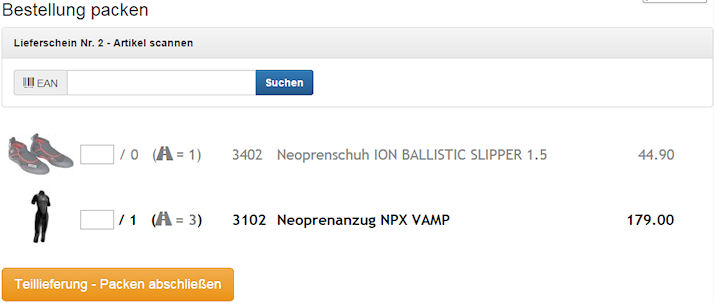 Bestellung packen
Lieferschein Nr. 2 - Artikel scannen
EAN Suchen
/ 0 ( = 1) 3402 Neoprenschuh ION BALLISTIC SLIPPER 1.5 44.90
/ 1 ( = 3) 3102 Neoprenanzug NPX VAMP 179.00
Teillieferung - Packen abschließen